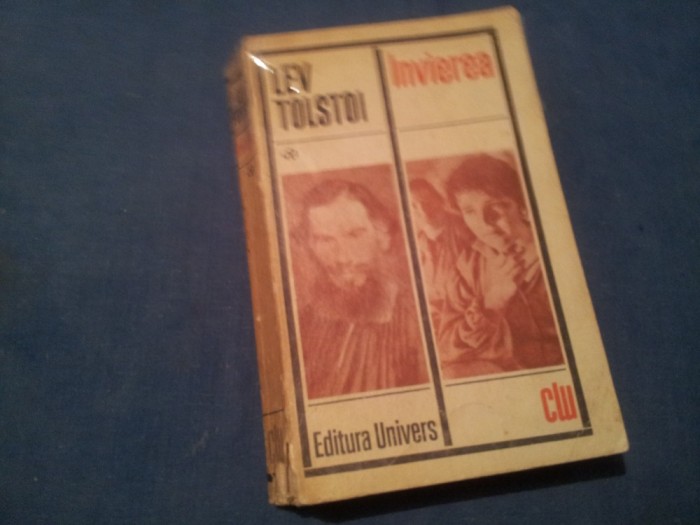 LEV
TOLSTOI
Invierea
Editura Univers
clu